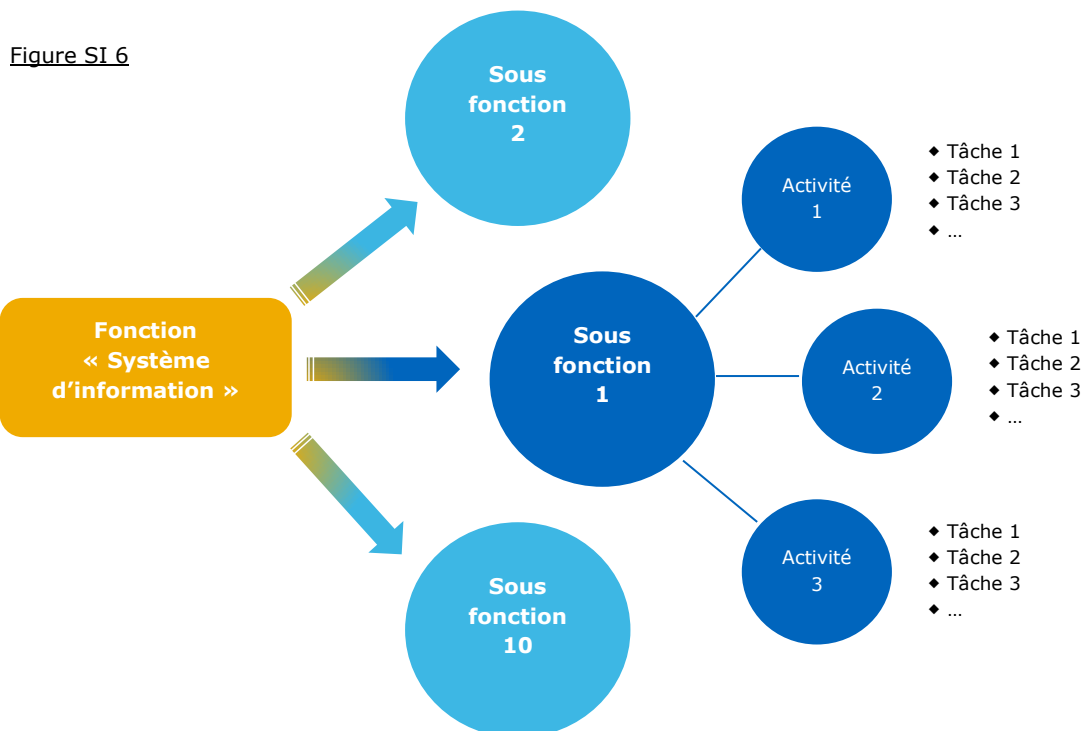 Figure SI 6
Sous
fonction
2
Activité
1
◆ Tâche 1
◆ Tâche 2
◆ Tâche 3
◆ …
Fonction
« Système
d’information »
Sous
fonction
1
Activité
2
◆ Tâche 1
◆ Tâche 2
◆ Tâche 3
◆ …
Sous
fonction
10
Activité
3
◆ Tâche 1
◆ Tâche 2
◆ Tâche 3
◆ …